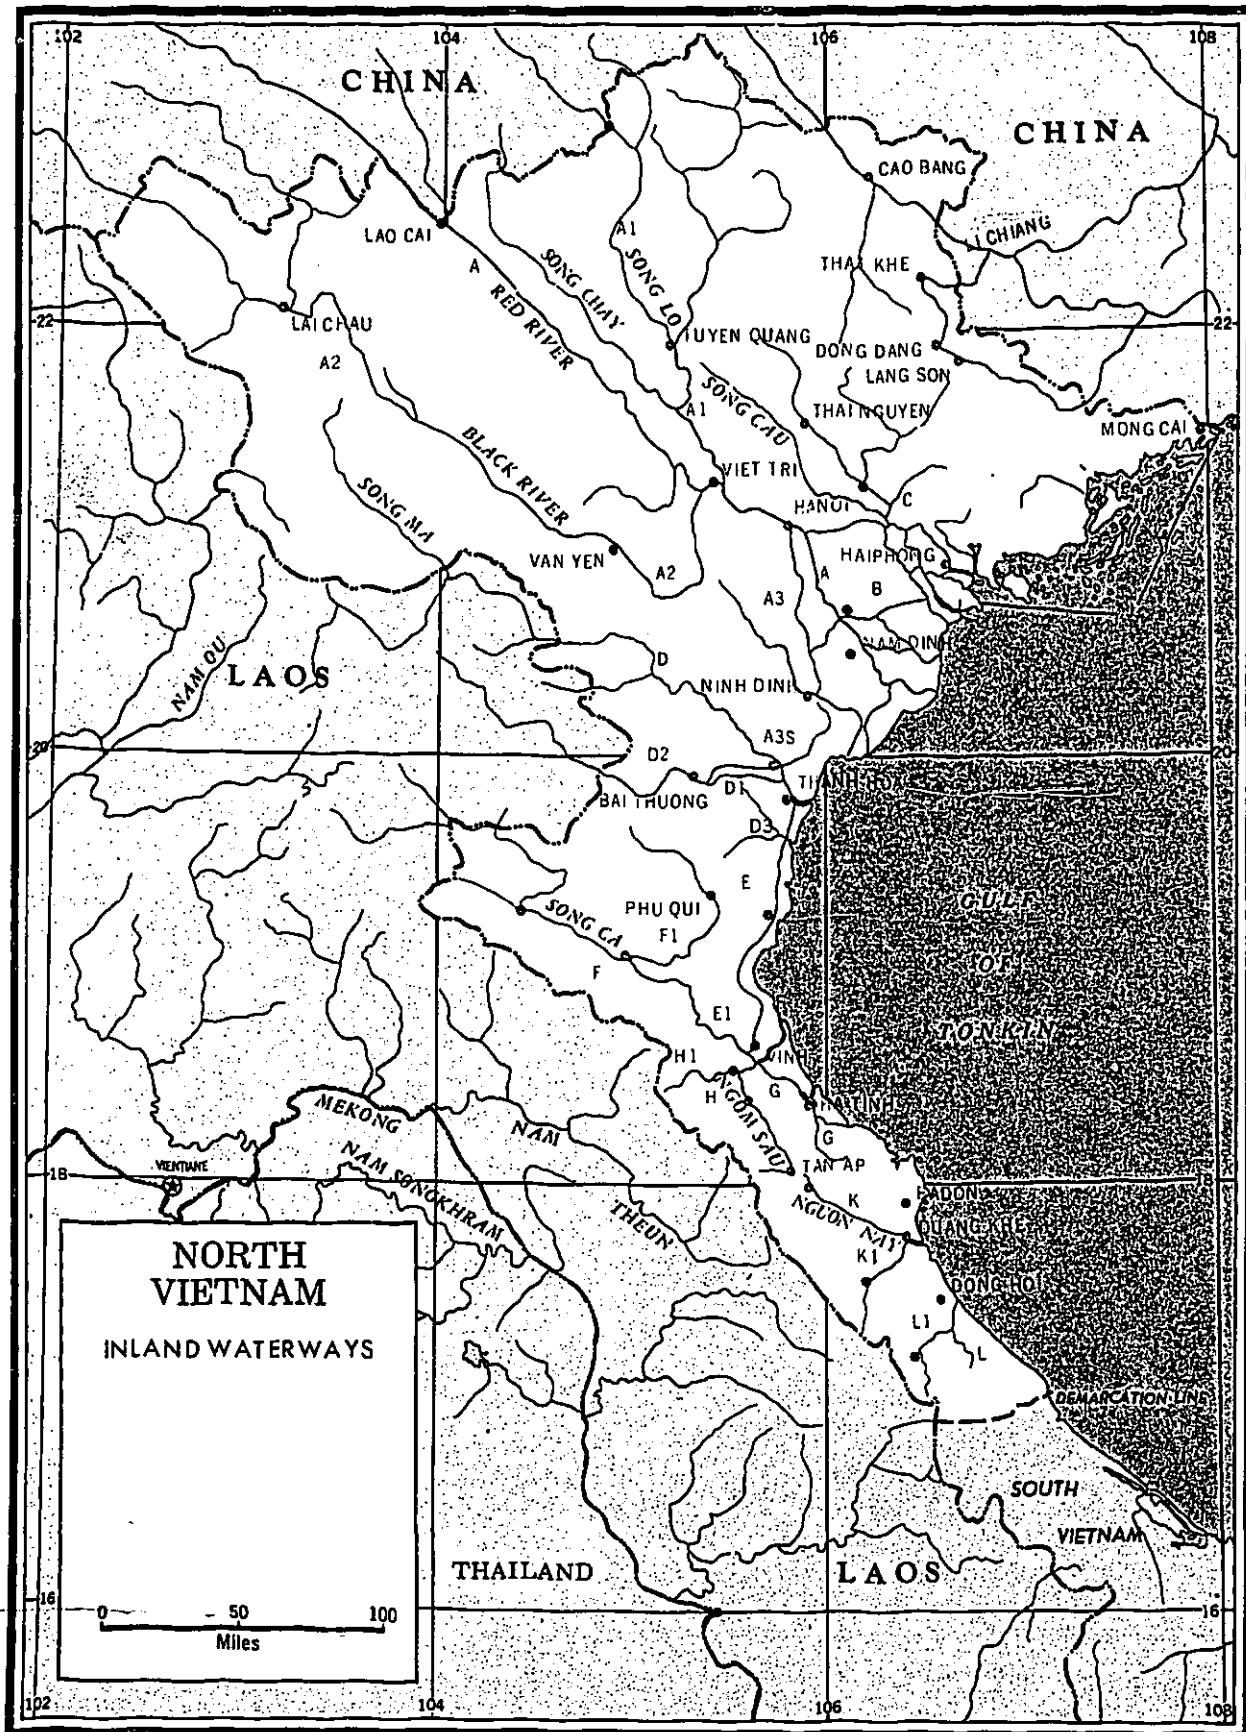 102
104
106
108
CHINA
CHINA
CAO BANG
LI CHIANG
LAO CAI
A1
A
SONG CHAY
SONG LO
THAI KHE
RED RIVER
22
LAI CHAU
22
TUYEN QUANG
DONG DANG
A2
LANG SON
SONG CAU
A1
THAI NGUYEN
MONG CAI
BLACK RIVER
VIET TRI
SONG MA
C
HANOI
VAN YEN
HAIPHONG
A2
A
B
A3
NAM DINH
NAM OU
LAOS
D
NINH DINH
20
A3S
20
D2
D1
THANH HOA
BAI THUONG
D3
E
SONG CA
PHU QUI
GULF
OF
TONKIN
F1
F
E1
H1
VINH
H
G
HA TINH
NGOM SAU
MEKONG
NAM
G
VIENTIANE
NAM SONGKHRAM
TAN AP
18
18
K
PADON
THEUN
NGUON NAY
QUANG KHE
K1
DONG HOI
L1
L
DEMARCATION LINE
NORTH
VIETNAM
INLAND WATERWAYS
SOUTH
VIETNAM
THAILAND
LAOS
16
0 50 100
Miles
16
102
104
106
108